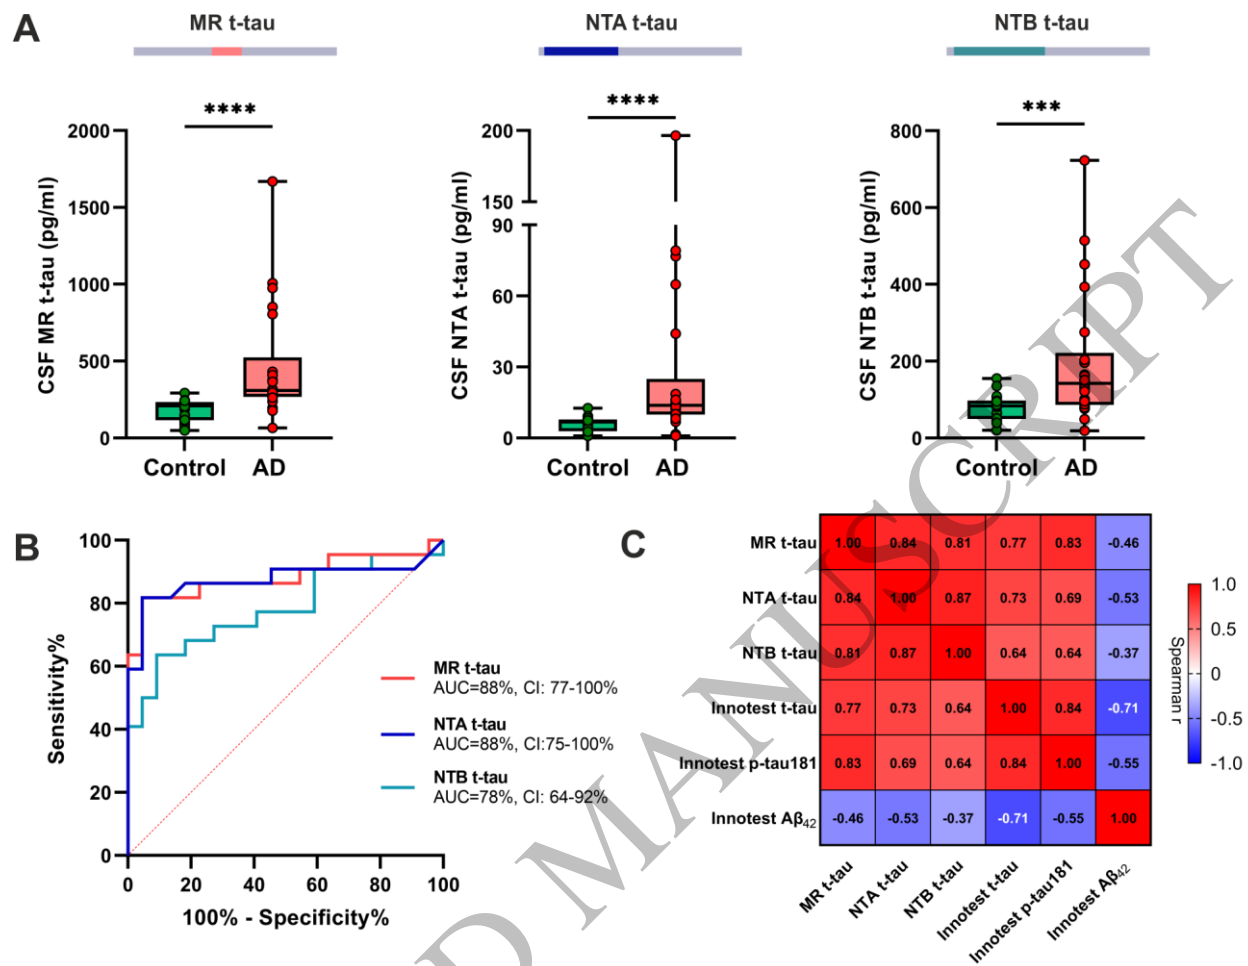 A
MR t-tau
NTA t-tau
NTB t-tau
****
****
***
CSF MR t-tau (pg/ml)
2000
1500
1000
500
0
Control
AD
CSF NTA t-tau (pg/ml)
200
150
90
60
30
0
Control
AD
CSF NTB t-tau (pg/ml)
800
600
400
200
0
Control
AD
B
Sensitivity%
100
80
60
40
20
0
0
20
40
60
80
100
100% - Specificity%
MR t-tau
AUC=88%, CI: 77-100%
NTA t-tau
AUC=88%, CI:75-100%
NTB t-tau
AUC=78%, CI: 64-92%
C
MR t-tau 1.00 0.84 0.81 0.77 0.83 -0.46
NTA t-tau 0.84 1.00 0.87 0.73 0.69 -0.53
NTB t-tau 0.81 0.87 1.00 0.64 0.64 -0.37
Innotest t-tau 0.77 0.73 0.64 1.00 0.84 -0.71
Innotest p-tau181 0.83 0.69 0.64 0.84 1.00 -0.55
Innotest Aβ₄₂ -0.46 -0.53 -0.37 -0.71 -0.55 1.00
MR t-tau
NTA t-tau
NTB t-tau
Innotest t-tau
Innotest p-tau181
Innotest Aβ₄₂
1.0
0.5
0
-0.5
-1.0
Spearman r
D MANUSCRIPT